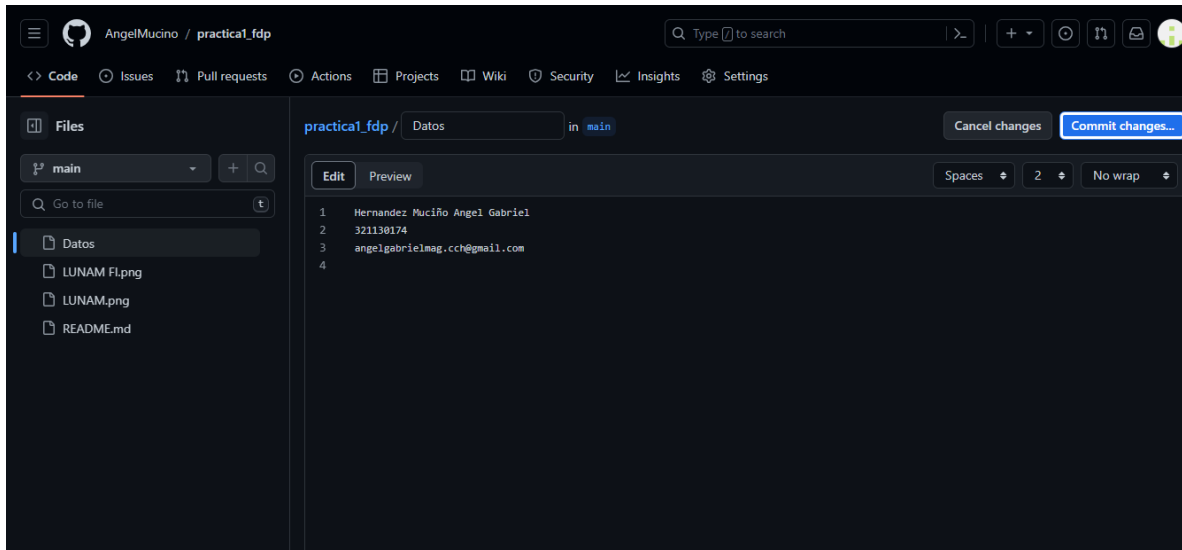 AngelMucino / practica1_fdp
Type / to search
Code Issues Pull requests Actions Projects Wiki Security Insights Settings
Files
main
Go to file t
Datos
LUNAM FI.png
LUNAM.png
README.md
practica1_fdp / Datos in main
Cancel changes Commit changes...
Edit Preview Spaces 2 No wrap
1 Hernandez Muciño Angel Gabriel
2 321130174
3 angelgabrielmag.cch@gmail.com
4